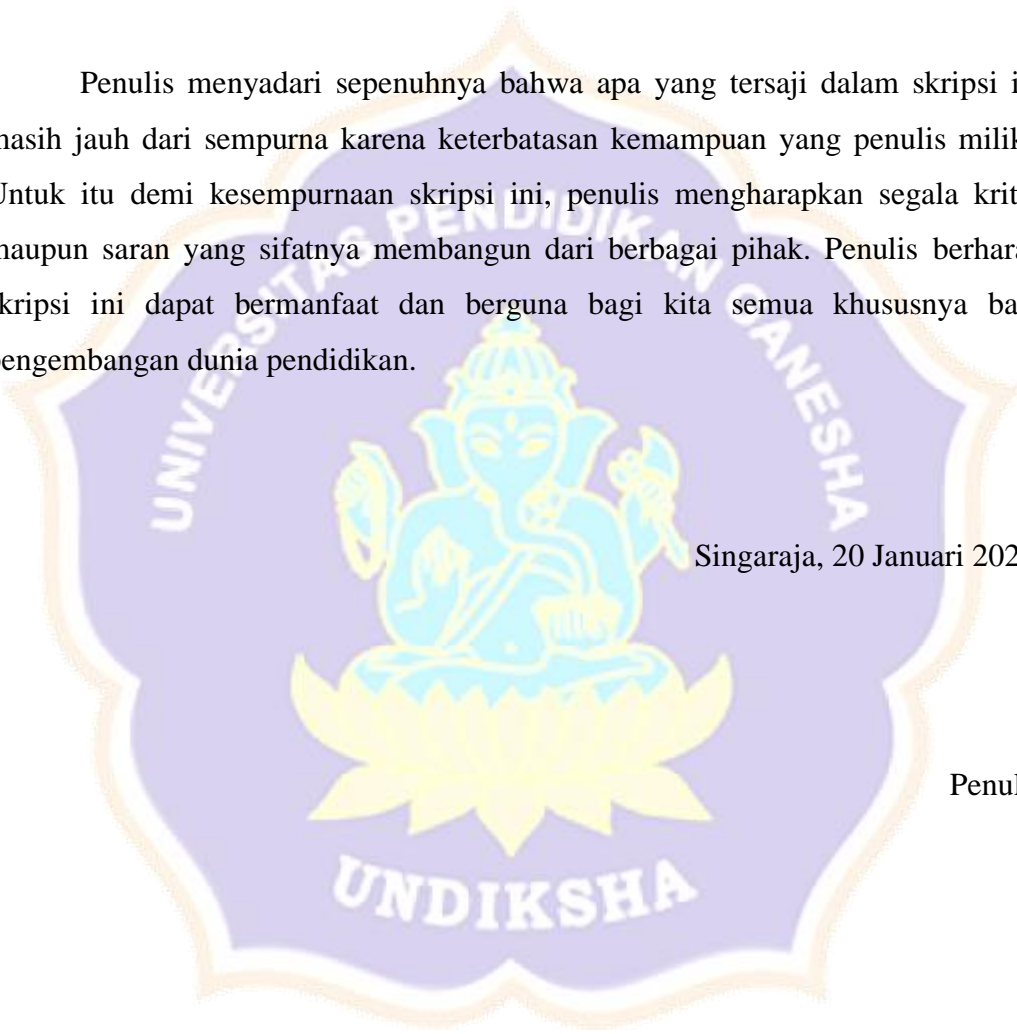 Penulis menyadari sepenuhnya bahwa apa yang tersaji dalam skripsi i
masih jauh dari sempurna karena keterbatasan kemampuan yang penulis milik
Untuk itu demi kesempurnaan skripsi ini, penulis mengharapkan segala krit
maupun saran yang sifatnya membangun dari berbagai pihak. Penulis berhara
kripsi ini dapat bermanfaat dan berguna bagi kita semua khususnya ba
pengembangan dunia pendidikan.
UNIVERSITAS PENDIDIKAN GANESHA
Singaraja, 20 Januari 202
Penul
UNDIKSHA